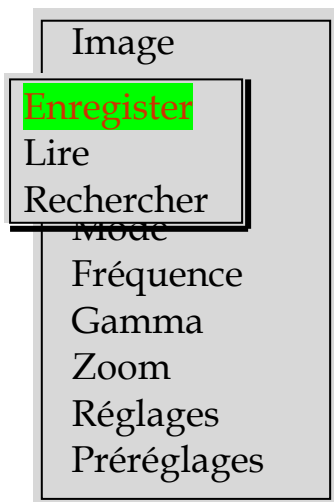 Image
Enregister
Lire
Rechercher
Mode
Fréquence
Gamma
Zoom
Réglages
Préréglages